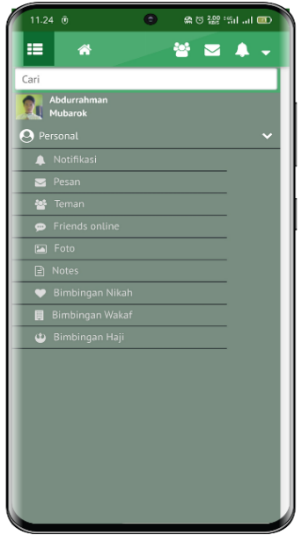 11.24
Cari
Abdurrahman
Mubarok
Personal
Notifikasi
Pesan
Teman
Friends online
Foto
Notes
Bimbingan Nikah
Bimbingan Wakaf
Bimbingan Haji